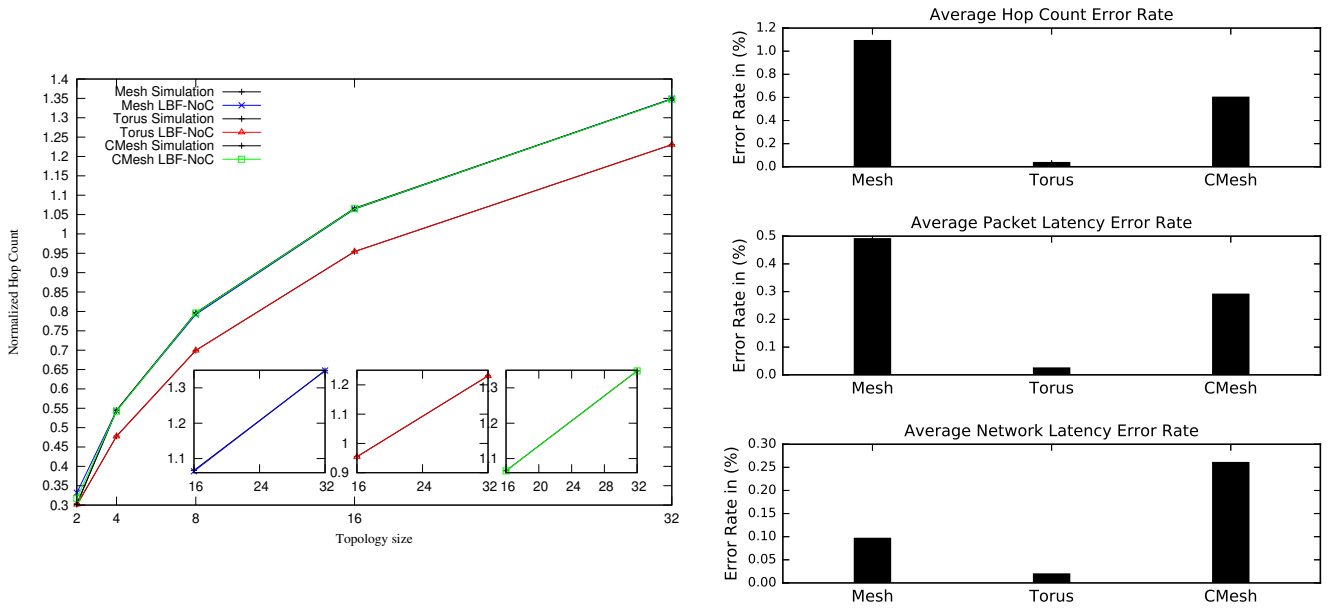 1.4
1.35
1.3
1.25
1.2
1.15
1.1
1.05
1
0.95
0.9
0.85
0.8
0.75
0.7
0.65
0.6
0.55
0.5
0.45
0.4
0.35
0.3
Normalized Hop Count
Mesh Simulation
Mesh LBF-NoC
Torus Simulation
Torus LBF-NoC
CMesh Simulation
CMesh LBF-NoC
1.3
1.2
1.1
16 24 32
1.2
1.1
1
0.9
16 24 32
1.3
1.2
1.1
16 20 24 28 32
2 4 8 16 32
Topology size
Average Hop Count Error Rate
Error Rate in (%)
1.2
1.0
0.8
0.6
0.4
0.2
0.0
Mesh Torus CMesh
Average Packet Latency Error Rate
Error Rate in (%)
0.5
0.4
0.3
0.2
0.1
0.0
Mesh Torus CMesh
Average Network Latency Error Rate
Error Rate in (%)
0.30
0.25
0.20
0.15
0.10
0.05
0.00
Mesh Torus CMesh